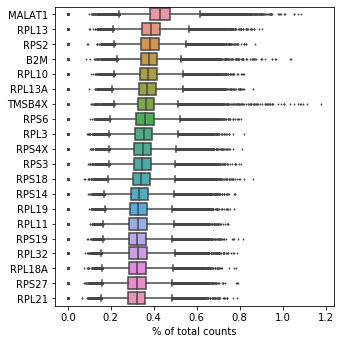 MALAT1
RPL13
RPS2
B2M
RPL10
RPL13A
TMSB4X
RPS6
RPL3
RPS4X
RPS3
RPS18
RPS14
RPL19
RPL11
RPS19
RPL32
RPL18A
RPS27
RPL21
0.0 0.2 0.4 0.6 0.8 1.0 1.2
% of total counts